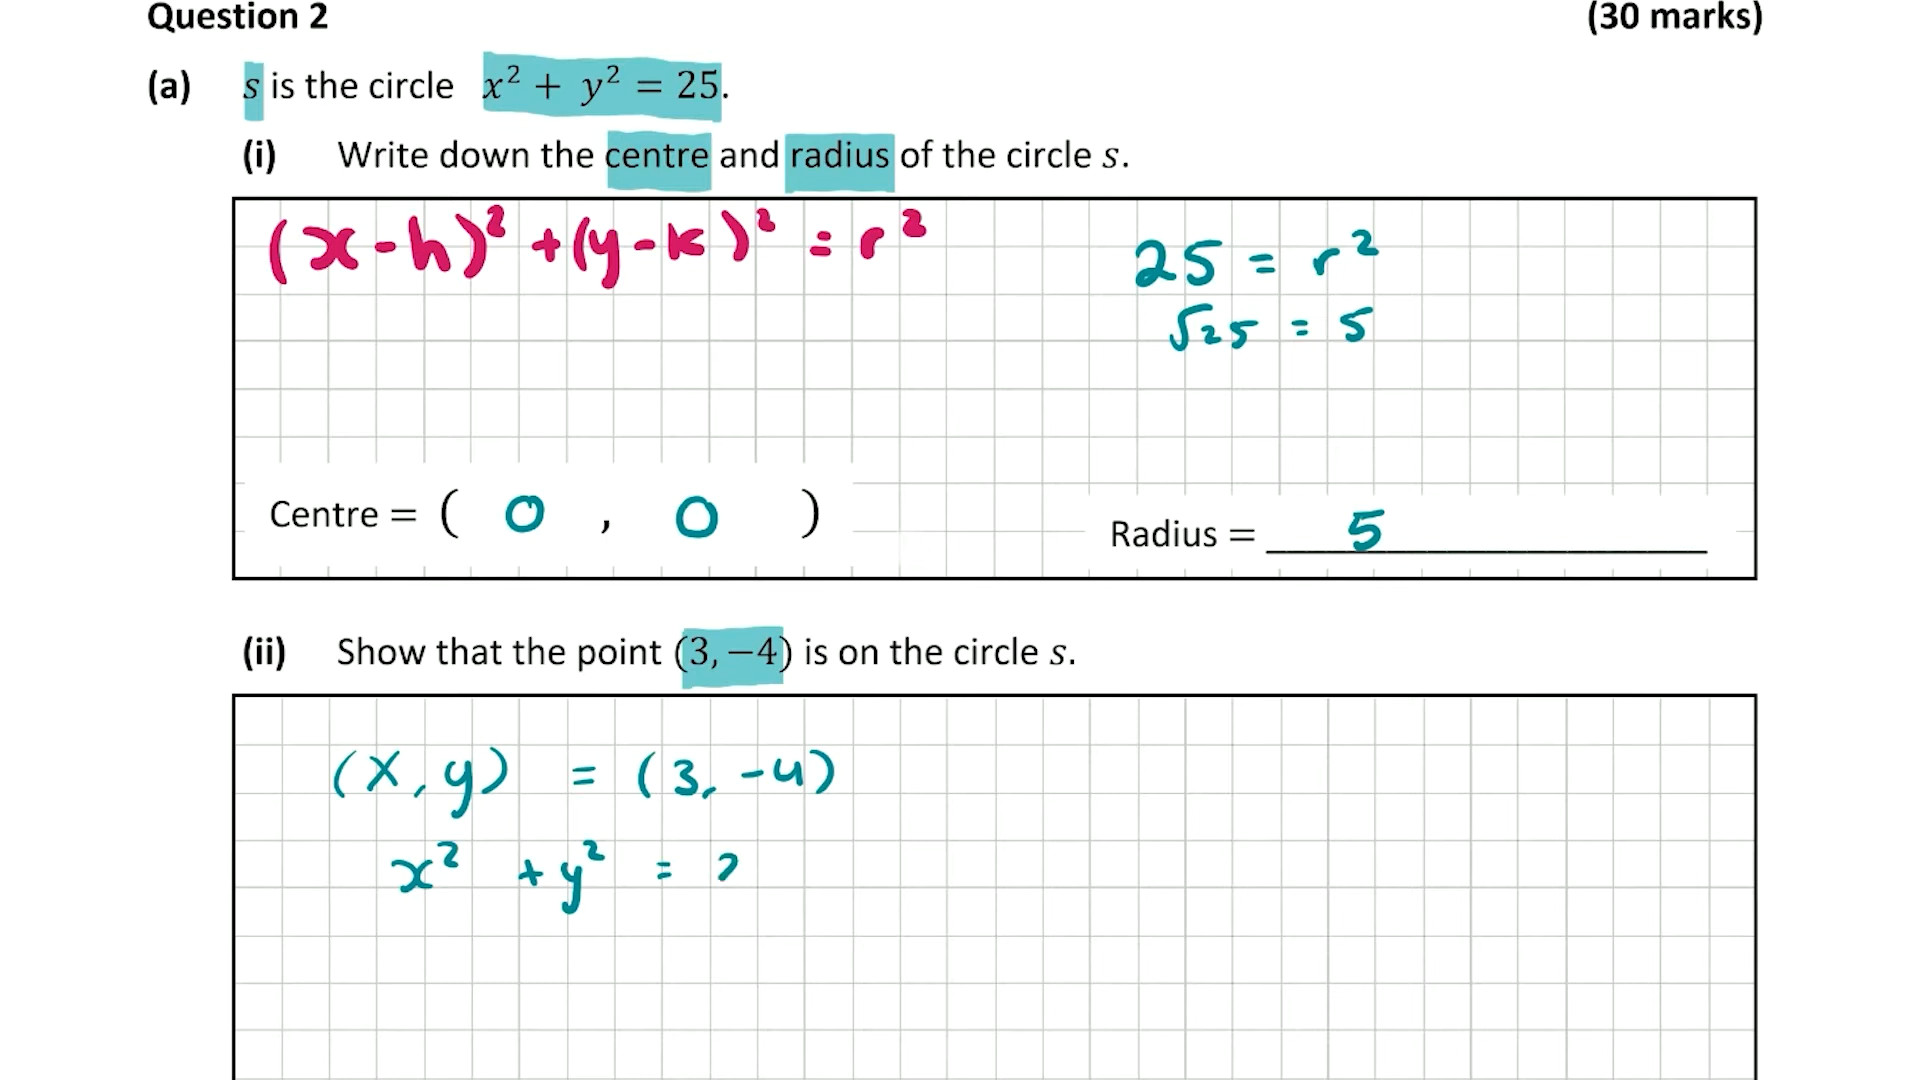 Question 2 (30 marks)
(a) s is the circle x² + y² = 25.
(i) Write down the centre and radius of the circle s.
(x-h)² + (y-k)² = r² 25 = r²
√25 = 5
Centre = ( 0 , 0 ) Radius = 5
(ii) Show that the point (3, −4) is on the circle s.
(x, y) = (3, -4)
x² + y² = 2